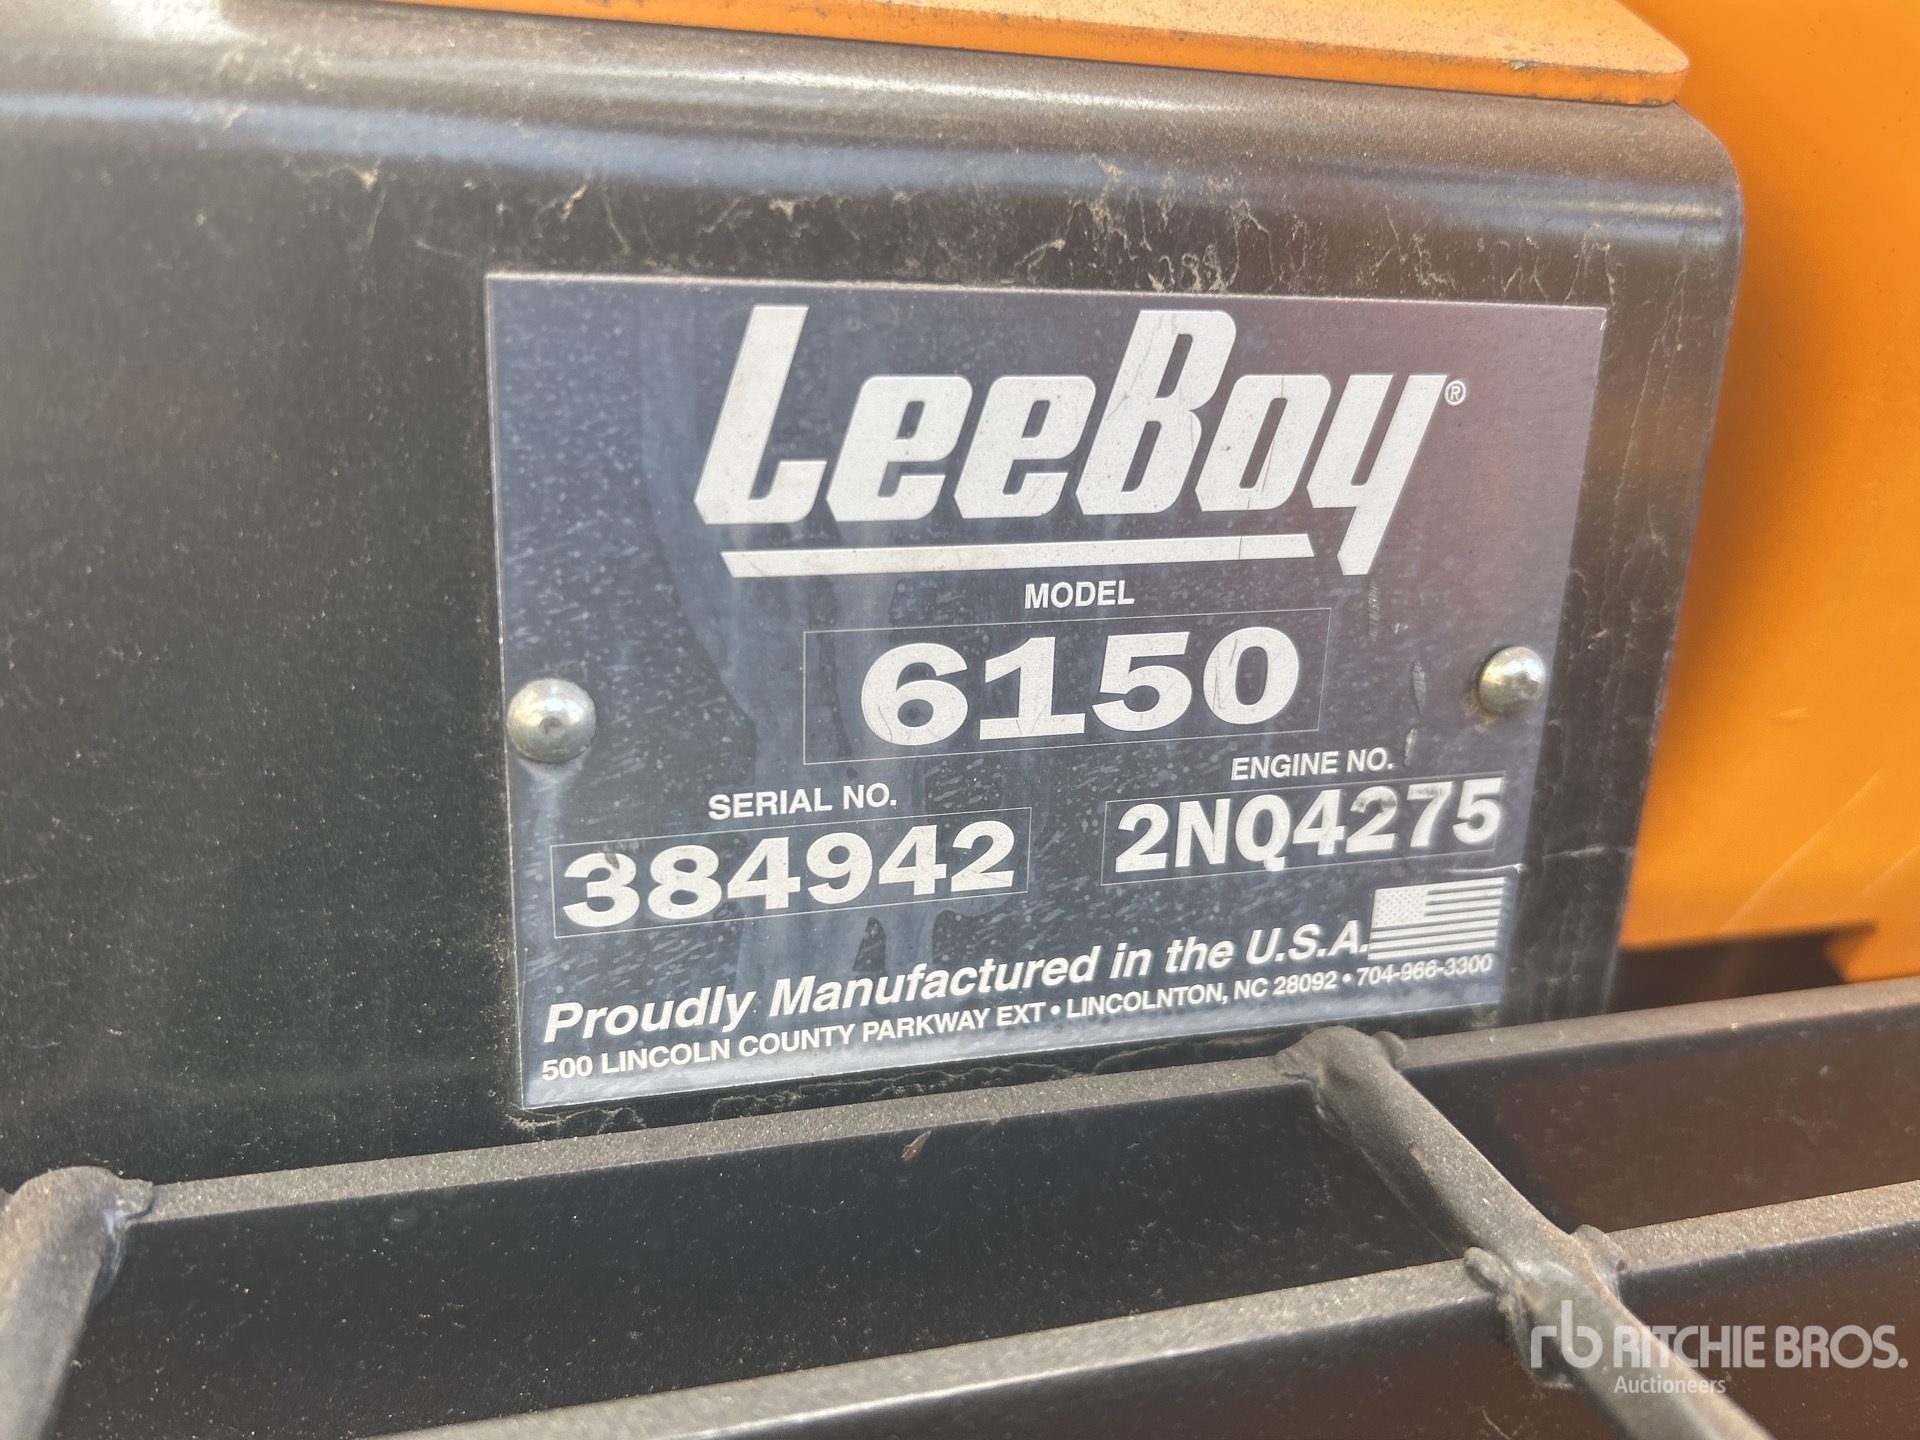 LeeBoy®
MODEL
6150
SERIAL NO.
384942
ENGINE NO.
2NQ4275
Proudly Manufactured in the U.S.A.
500 LINCOLN COUNTY PARKWAY EXT • LINCOLNTON, NC 28092 • 704-966-3300
rb RITCHIE BROS.
Auctioneers